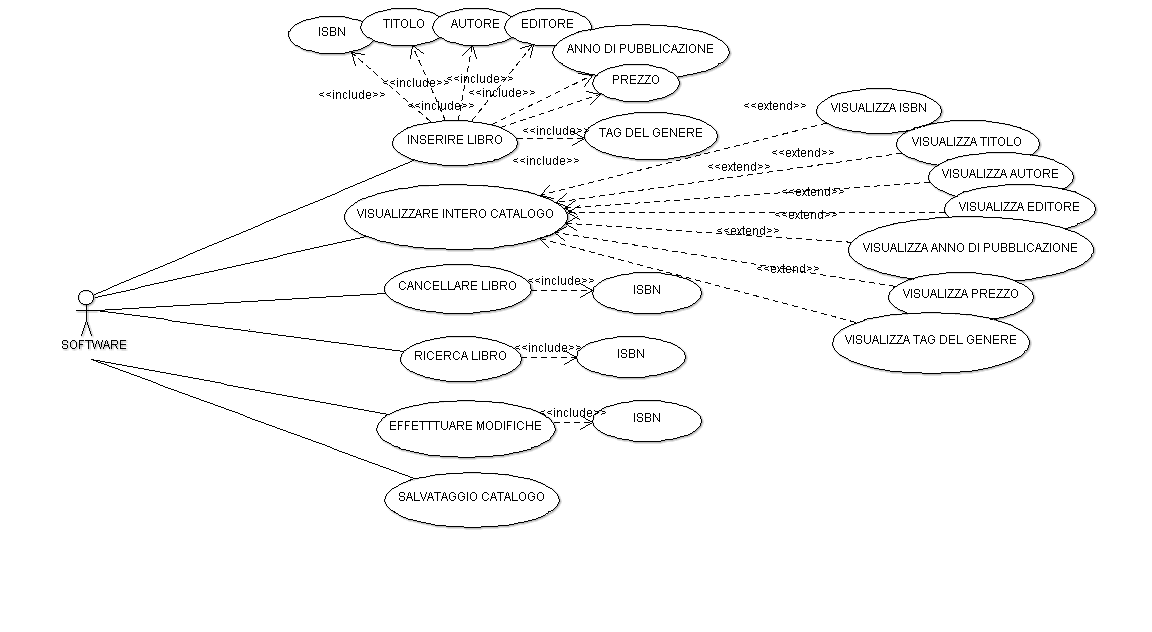 ISBN
TITOLO
AUTORE
EDITORE
ANNO DI PUBBLICAZIONE
PREZZO
<<include>>
<<include>>
<<include>>
<<include>>
<<include>>
INSERIRE LIBRO
<<include>>
TAG DEL GENERE
<<include>>
<<extend>>
VISUALIZZA ISBN
VISUALIZZA TITOLO
<<extend>>
<<extend>>
VISUALIZZA AUTORE
<<extend>>
VISUALIZZARE INTERO CATALOGO
<<extend>>
VISUALIZZA EDITORE
<<extend>>
VISUALIZZA ANNO DI PUBBLICAZIONE
<<extend>>
CANCELLARE LIBRO
<<include>>
ISBN
VISUALIZZA PREZZO
SOFTWARE
VISUALIZZA TAG DEL GENERE
RICERCA LIBRO
<<include>>
ISBN
EFFETTTUARE MODIFICHE
<<include>>
ISBN
SALVATAGGIO CATALOGO